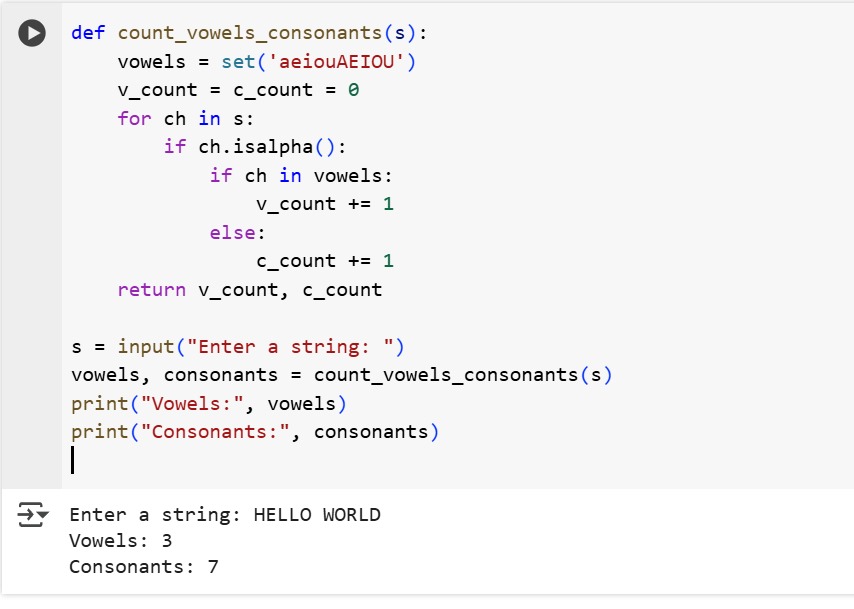 def count_vowels_consonants(s):
    vowels = set('aeiouAEIOU')
    v_count = c_count = 0
    for ch in s:
        if ch.isalpha():
            if ch in vowels:
                v_count += 1
            else:
                c_count += 1
    return v_count, c_count

s = input("Enter a string: ")
vowels, consonants = count_vowels_consonants(s)
print("Vowels:", vowels)
print("Consonants:", consonants)
Enter a string: HELLO WORLD
Vowels: 3
Consonants: 7